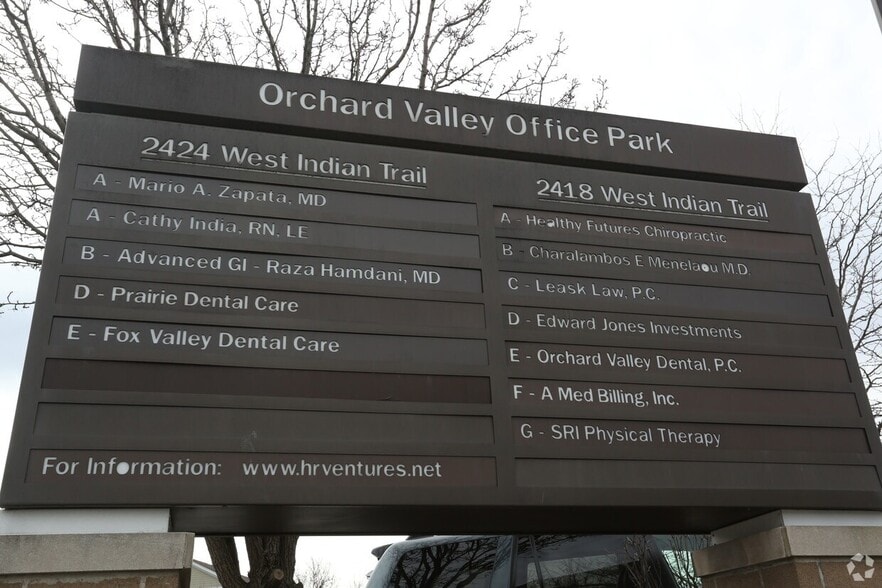 Orchard Valley Office Park
2424 West Indian Trail
A - Mario A. Zapata, MD
A - Cathy India, RN, LE
B - Advanced GI - Raza Hamdani, MD
D - Prairie Dental Care
E - Fox Valley Dental Care
For Information: www.hrventures.net
2418 West Indian Trail
A - Healthy Futures Chiropractic
B - Charalambos E Menelaou M.D.
C - Leask Law, P.C.
D - Edward Jones Investments
E - Orchard Valley Dental, P.C.
F - A Med Billing, Inc.
G - SRI Physical Therapy